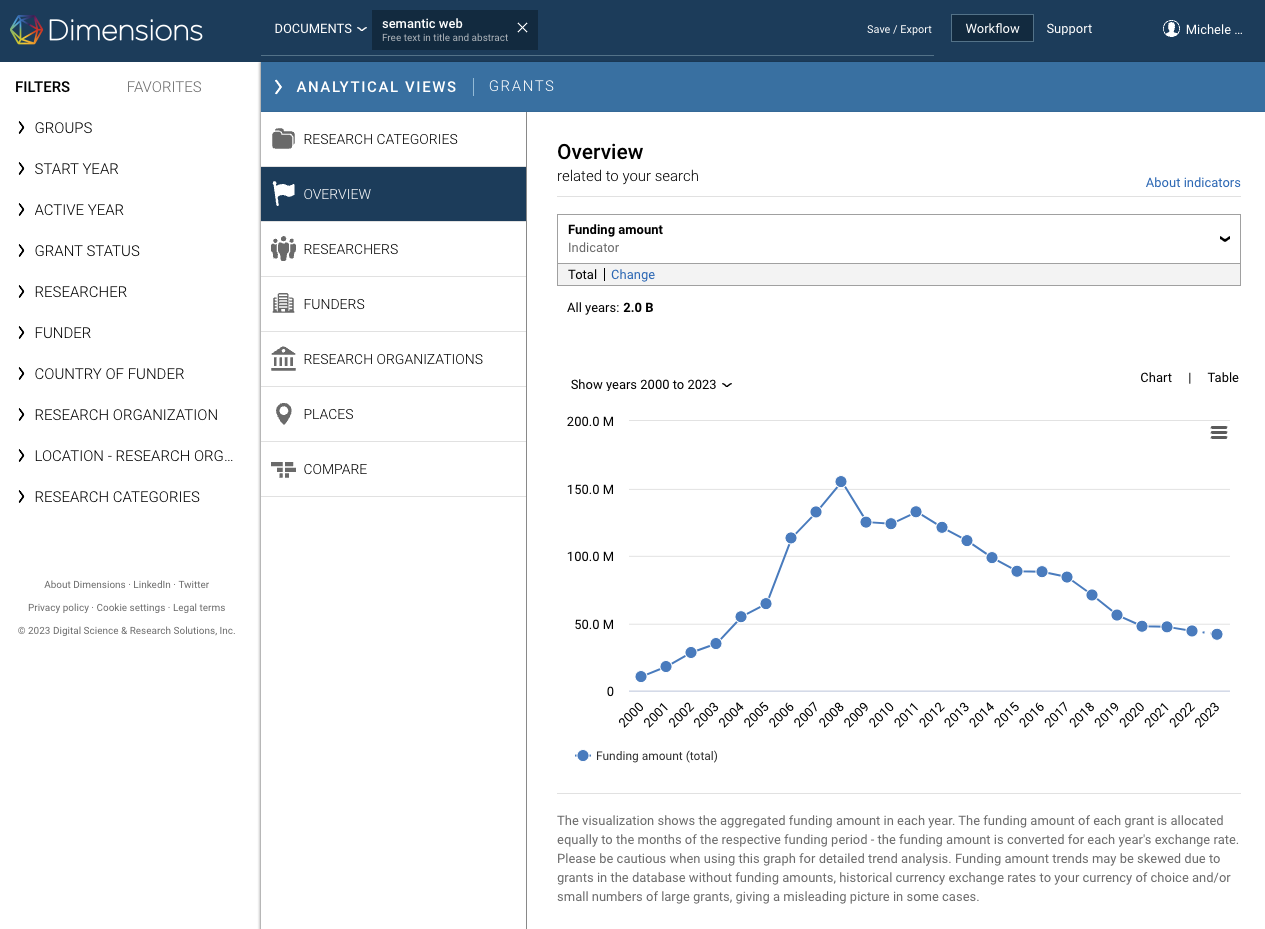 Dimensions
DOCUMENTS
semantic web
Free text in title and abstract
Save / Export
Workflow
Support
Michele ...
FILTERS
FAVORITES
GROUPS
START YEAR
ACTIVE YEAR
GRANT STATUS
RESEARCHER
FUNDER
COUNTRY OF FUNDER
RESEARCH ORGANIZATION
LOCATION - RESEARCH ORG...
RESEARCH CATEGORIES
About Dimensions · LinkedIn · Twitter
Privacy policy · Cookie settings · Legal terms
© 2023 Digital Science & Research Solutions, Inc.
ANALYTICAL VIEWS
GRANTS
RESEARCH CATEGORIES
OVERVIEW
RESEARCHERS
FUNDERS
RESEARCH ORGANIZATIONS
PLACES
COMPARE
Overview
related to your search
About indicators
Funding amount
Indicator
Total | Change
All years: 2.0 B
Show years 2000 to 2023
Chart | Table
200.0 M
150.0 M
100.0 M
50.0 M
0
2000
2001
2002
2003
2004
2005
2006
2007
2008
2009
2010
2011
2012
2013
2014
2015
2016
2017
2018
2019
2020
2021
2022
2023
Funding amount (total)
The visualization shows the aggregated funding amount in each year. The funding amount of each grant is allocated
equally to the months of the respective funding period - the funding amount is converted for each year's exchange rate.
Please be cautious when using this graph for detailed trend analysis. Funding amount trends may be skewed due to
grants in the database without funding amounts, historical currency exchange rates to your currency of choice and/or
small numbers of large grants, giving a misleading picture in some cases.